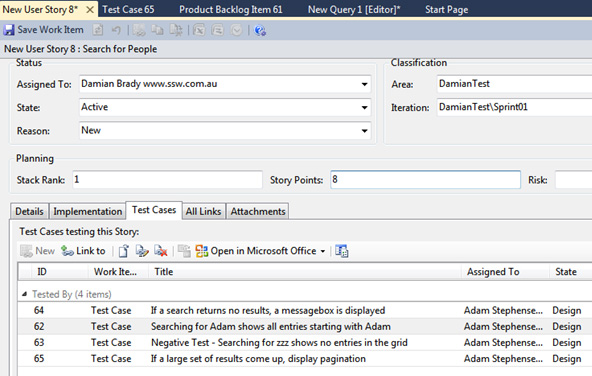 New User Story 8* Test Case 65 Product Backlog Item 61 New Query 1 [Editor]* Start Page
Save Work Item
New User Story 8 : Search for People
Status Classification
Assigned To: Damian Brady www.ssw.com.au Area: DamianTest
State: Active Iteration: DamianTest\Sprint01
Reason: New
Planning
Stack Rank: 1 Story Points: 8 Risk:
Details Implementation Test Cases All Links Attachments
Test Cases testing this Story:
New Link to Open in Microsoft Office
ID Work Ite... Title Assigned To State
Tested By (4 items)
64 Test Case If a search returns no results, a messagebox is displayed Adam Stephense... Design
62 Test Case Searching for Adam shows all entries starting with Adam Adam Stephense... Design
63 Test Case Negative Test - Searching for zzz shows no entries in the grid Adam Stephense... Design
65 Test Case If a large set of results come up, display pagination Adam Stephense... Design